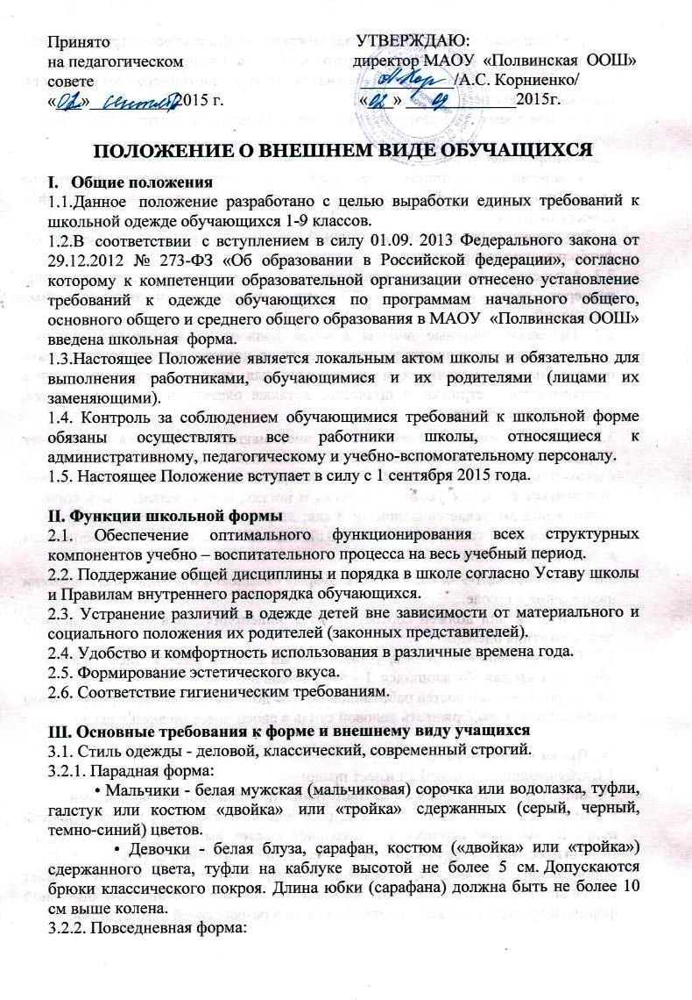 Принято УТВЕРЖДАЮ:
на педагогическом директор МАОУ «Полвинская ООШ»
совете /А.С. Корниенко/
«02» сентября 2015 г. «02» 09 2015г.
ПОЛОЖЕНИЕ О ВНЕШНЕМ ВИДЕ ОБУЧАЩИХСЯ
I. Общие положения
1.1.Данное положение разработано с целью выработки единых требований к
школьной одежде обучающихся 1-9 классов.
1.2.В соответствии с вступлением в силу 01.09. 2013 Федерального закона от
29.12.2012 № 273-ФЗ «Об образовании в Российской федерации», согласно
которому к компетенции образовательной организации отнесено установление
требований к одежде обучающихся по программам начального общего,
основного общего и среднего общего образования в МАОУ «Полвинская ООШ»
введена школьная форма.
1.3.Настоящее Положение является локальным актом школы и обязательно для
выполнения работниками, обучающимися и их родителями (лицами их
заменяющими).
1.4. Контроль за соблюдением обучающимися требований к школьной форме
обязаны осуществлять все работники школы, относящиеся к
административному, педагогическому и учебно-вспомогательному персоналу.
1.5. Настоящее Положение вступает в силу с 1 сентября 2015 года.
II. Функции школьной формы
2.1. Обеспечение оптимального функционирования всех структурных
компонентов учебно – воспитательного процесса на весь учебный период.
2.2. Поддержание общей дисциплины и порядка в школе согласно Уставу школы
и Правилам внутреннего распорядка обучающихся.
2.3. Устранение различий в одежде детей вне зависимости от материального и
социального положения их родителей (законных представителей).
2.4. Удобство и комфортность использования в различные времена года.
2.5. Формирование эстетического вкуса.
2.6. Соответствие гигиеническим требованиям.
III. Основные требования к форме и внешнему виду учащихся
3.1. Стиль одежды - деловой, классический, современный строгий.
3.2.1. Парадная форма:
• Мальчики - белая мужская (мальчиковая) сорочка или водолазка, туфли,
галстук или костюм «двойка» или «тройка» сдержанных (серый, черный,
темно-синий) цветов.
• Девочки - белая блуза, сарафан, костюм («двойка» или «тройка»)
сдержанного цвета, туфли на каблуке высотой не более 5 см. Допускаются
брюки классического покроя. Длина юбки (сарафана) должна быть не более 10
см выше колена.
3.2.2. Повседневная форма: